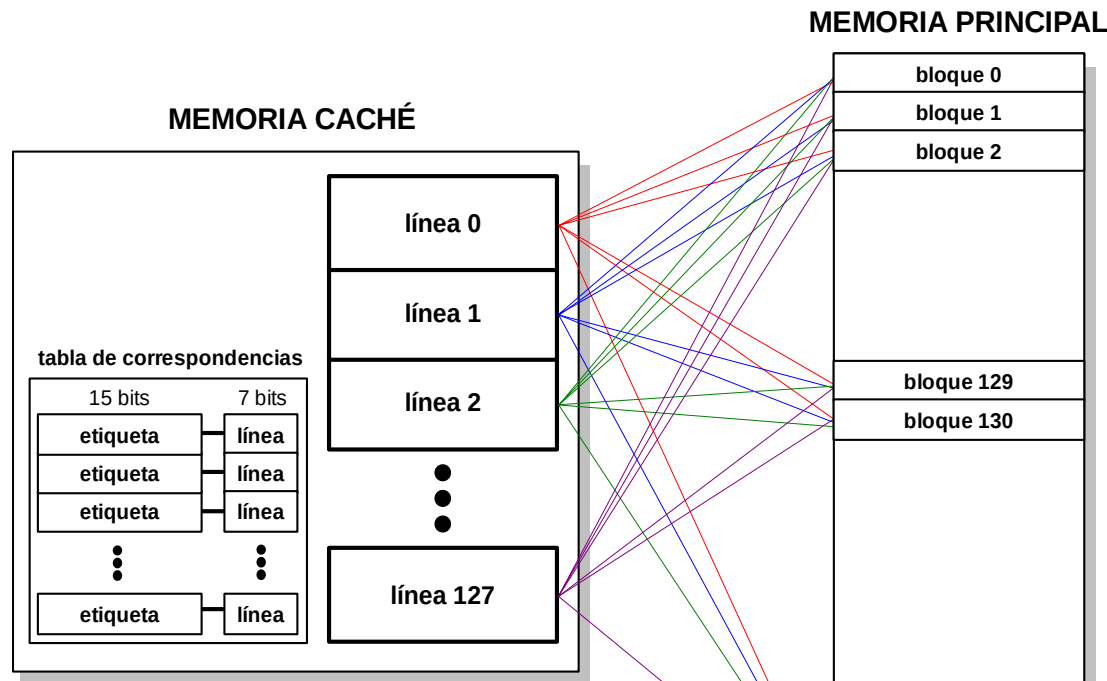 MEMORIA PRINCIPAL
bloque 0
bloque 1
bloque 2
bloque 129
bloque 130
MEMORIA CACHÉ
línea 0
línea 1
línea 2
línea 127
tabla de correspondencias
15 bits 7 bits
etiqueta línea
etiqueta línea
etiqueta línea
etiqueta línea